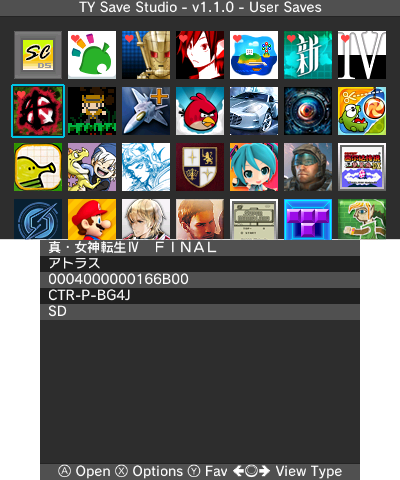 TY Save Studio - v1.1.0 - User Saves
SC
DS
新
IV
真・女神転生Ⅳ　ＦＩＮＡＬ
アトラス
0004000000166B00
CTR-P-BG4J
SD
Ⓐ Open Ⓧ Options Ⓨ Fav 🡸◯🡺 View Type